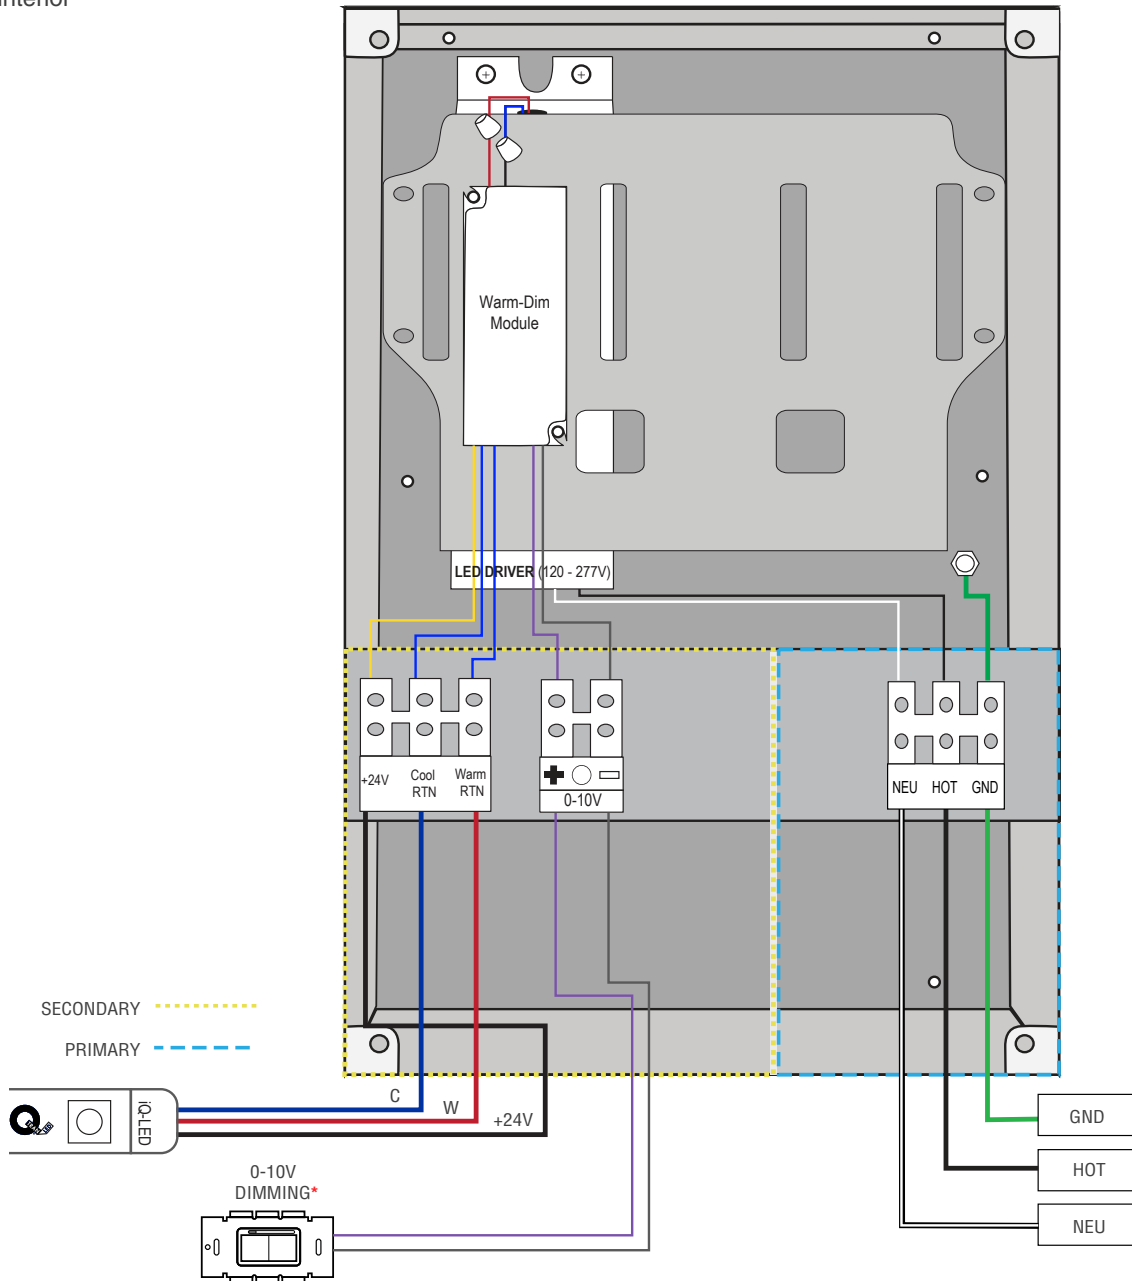 Warm-Dim
Module
LED DRIVER (120 - 277V)
+24V
Cool
RTN
Warm
RTN
0-10V
NEU HOT GND
SECONDARY
PRIMARY
iQ-LED
C
W
+24V
0-10V
DIMMING*
GND
HOT
NEU